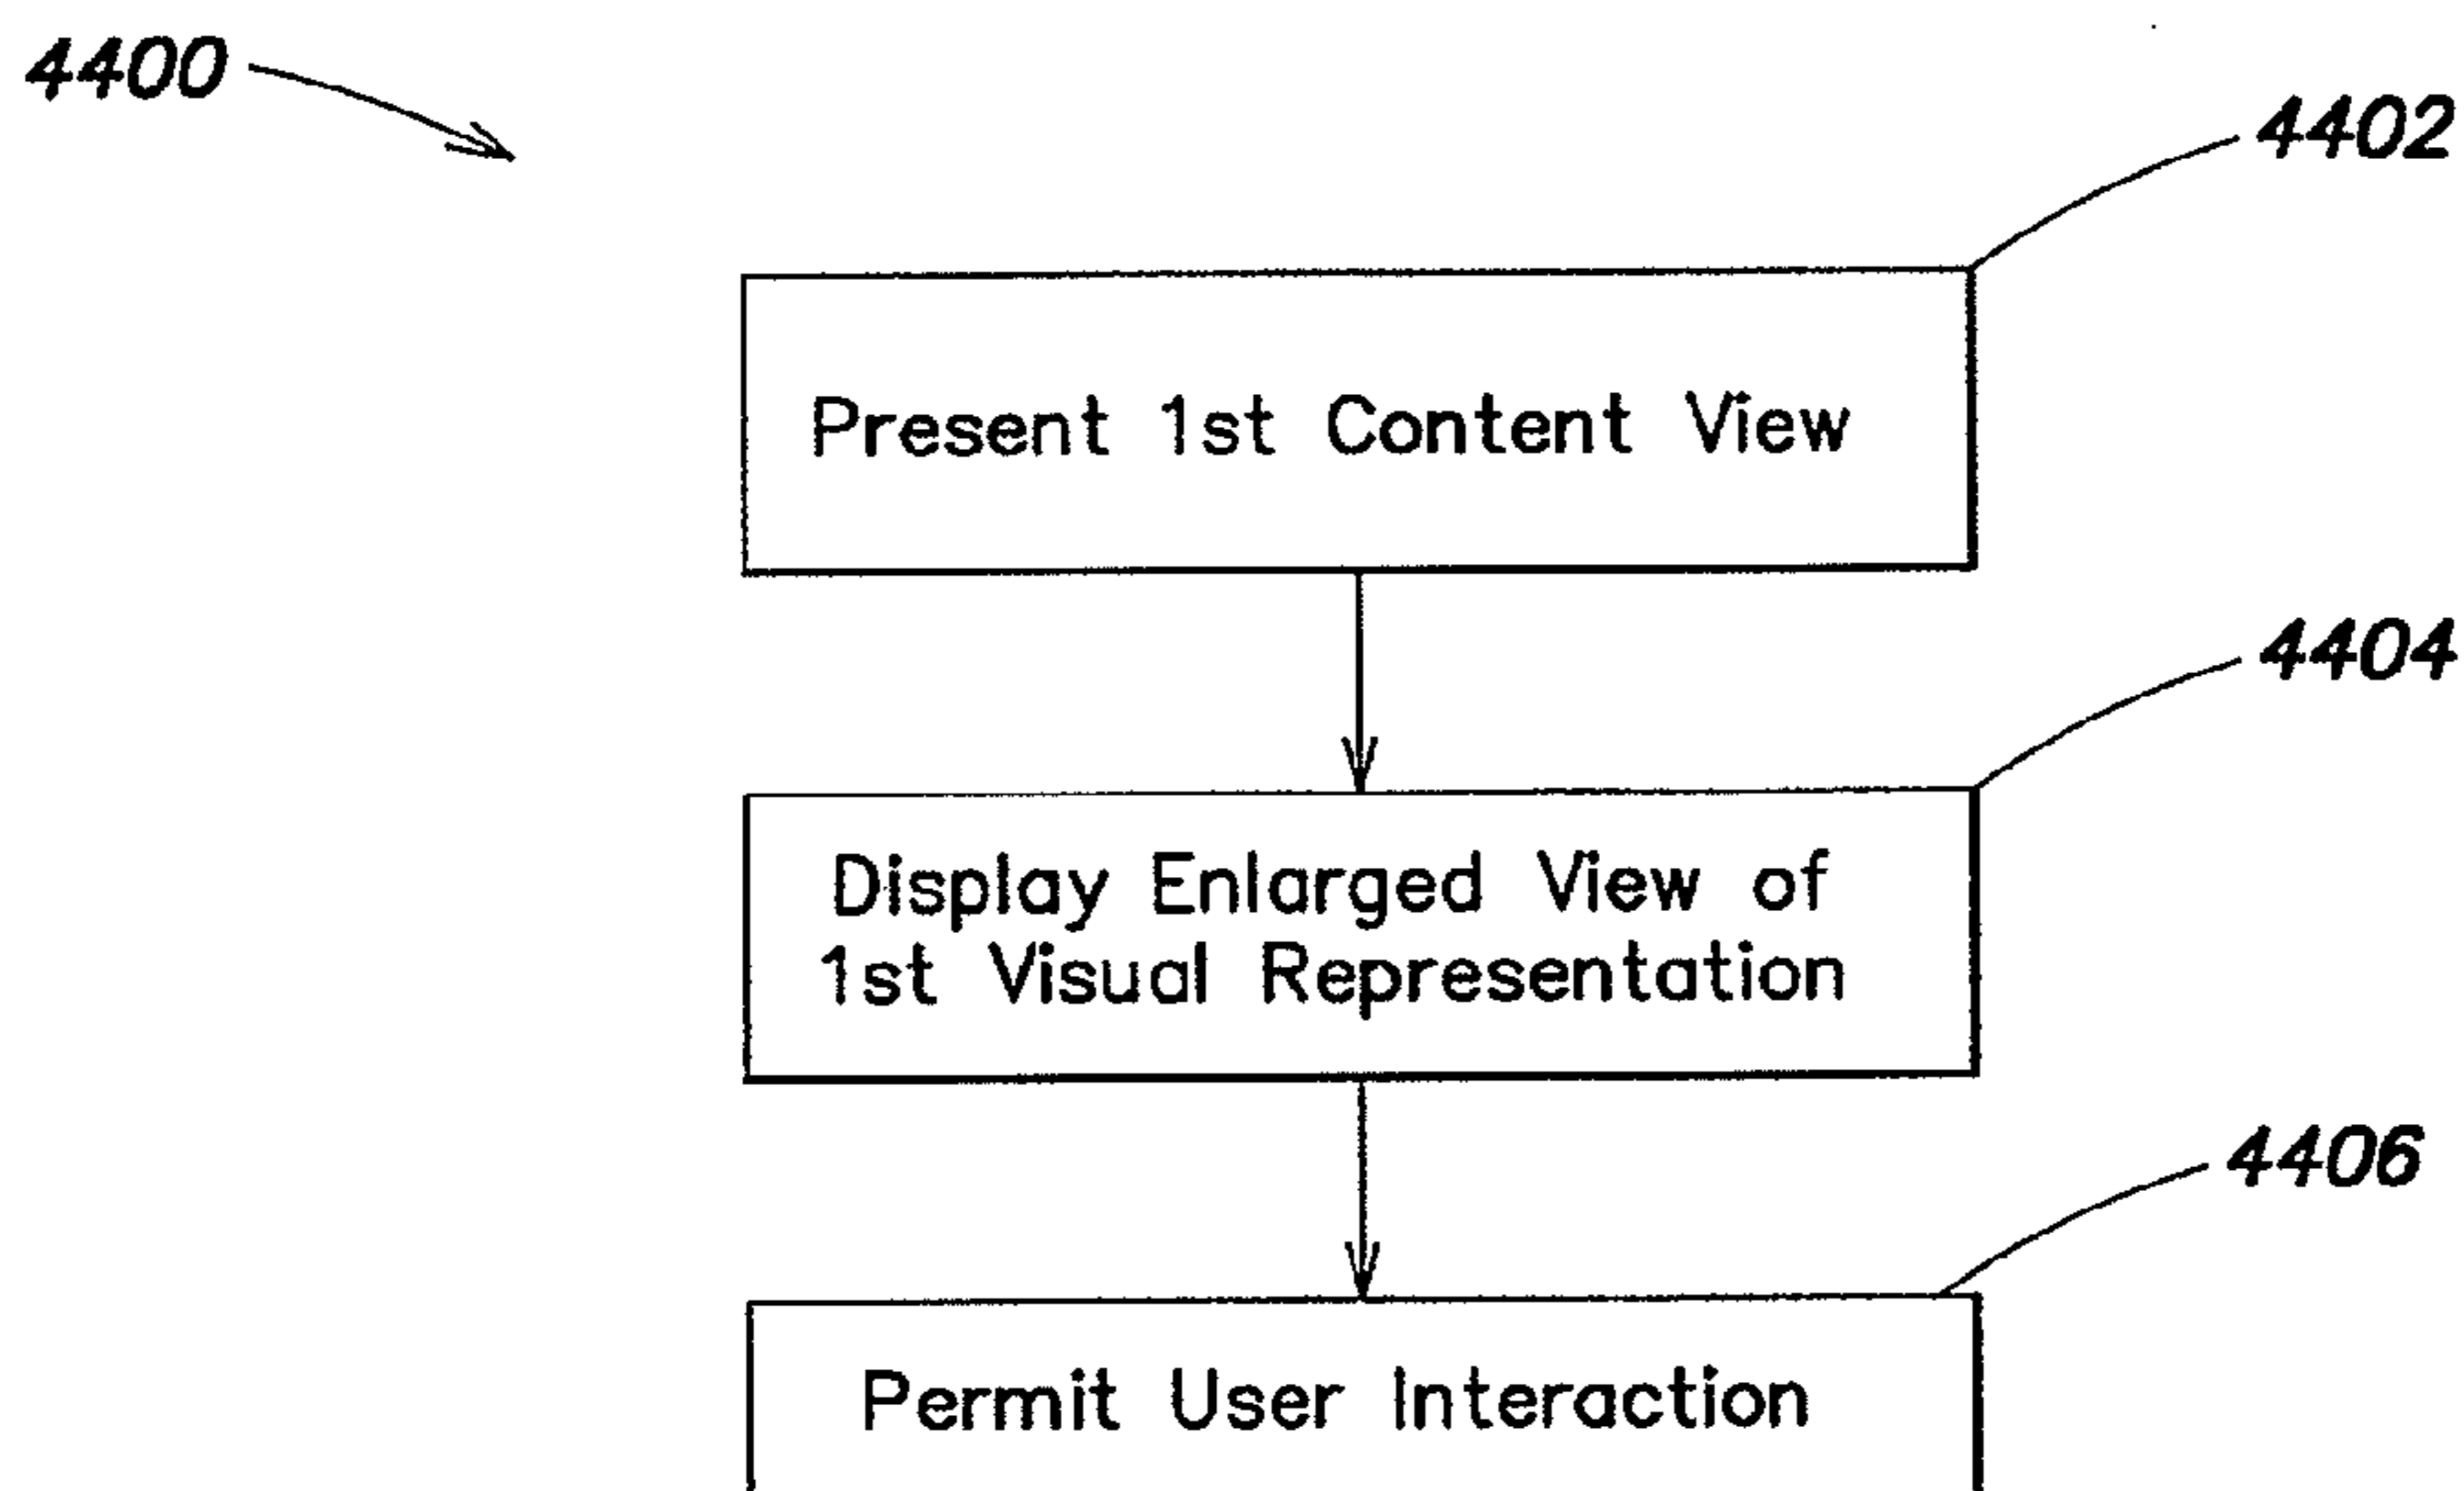 4400
4402
Present 1st Content View
4404
Display Enlarged View of
1st Visual Representation
4406
Permit User Interaction